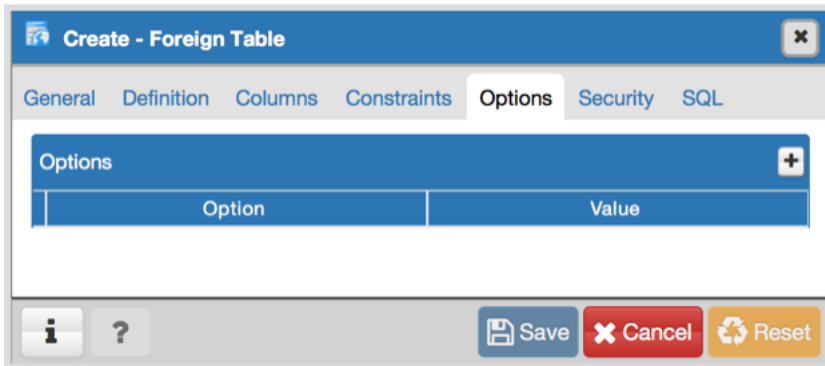 Create - Foreign Table
General Definition Columns Constraints Options Security SQL
Options
Option Value
i ? Save Cancel Reset